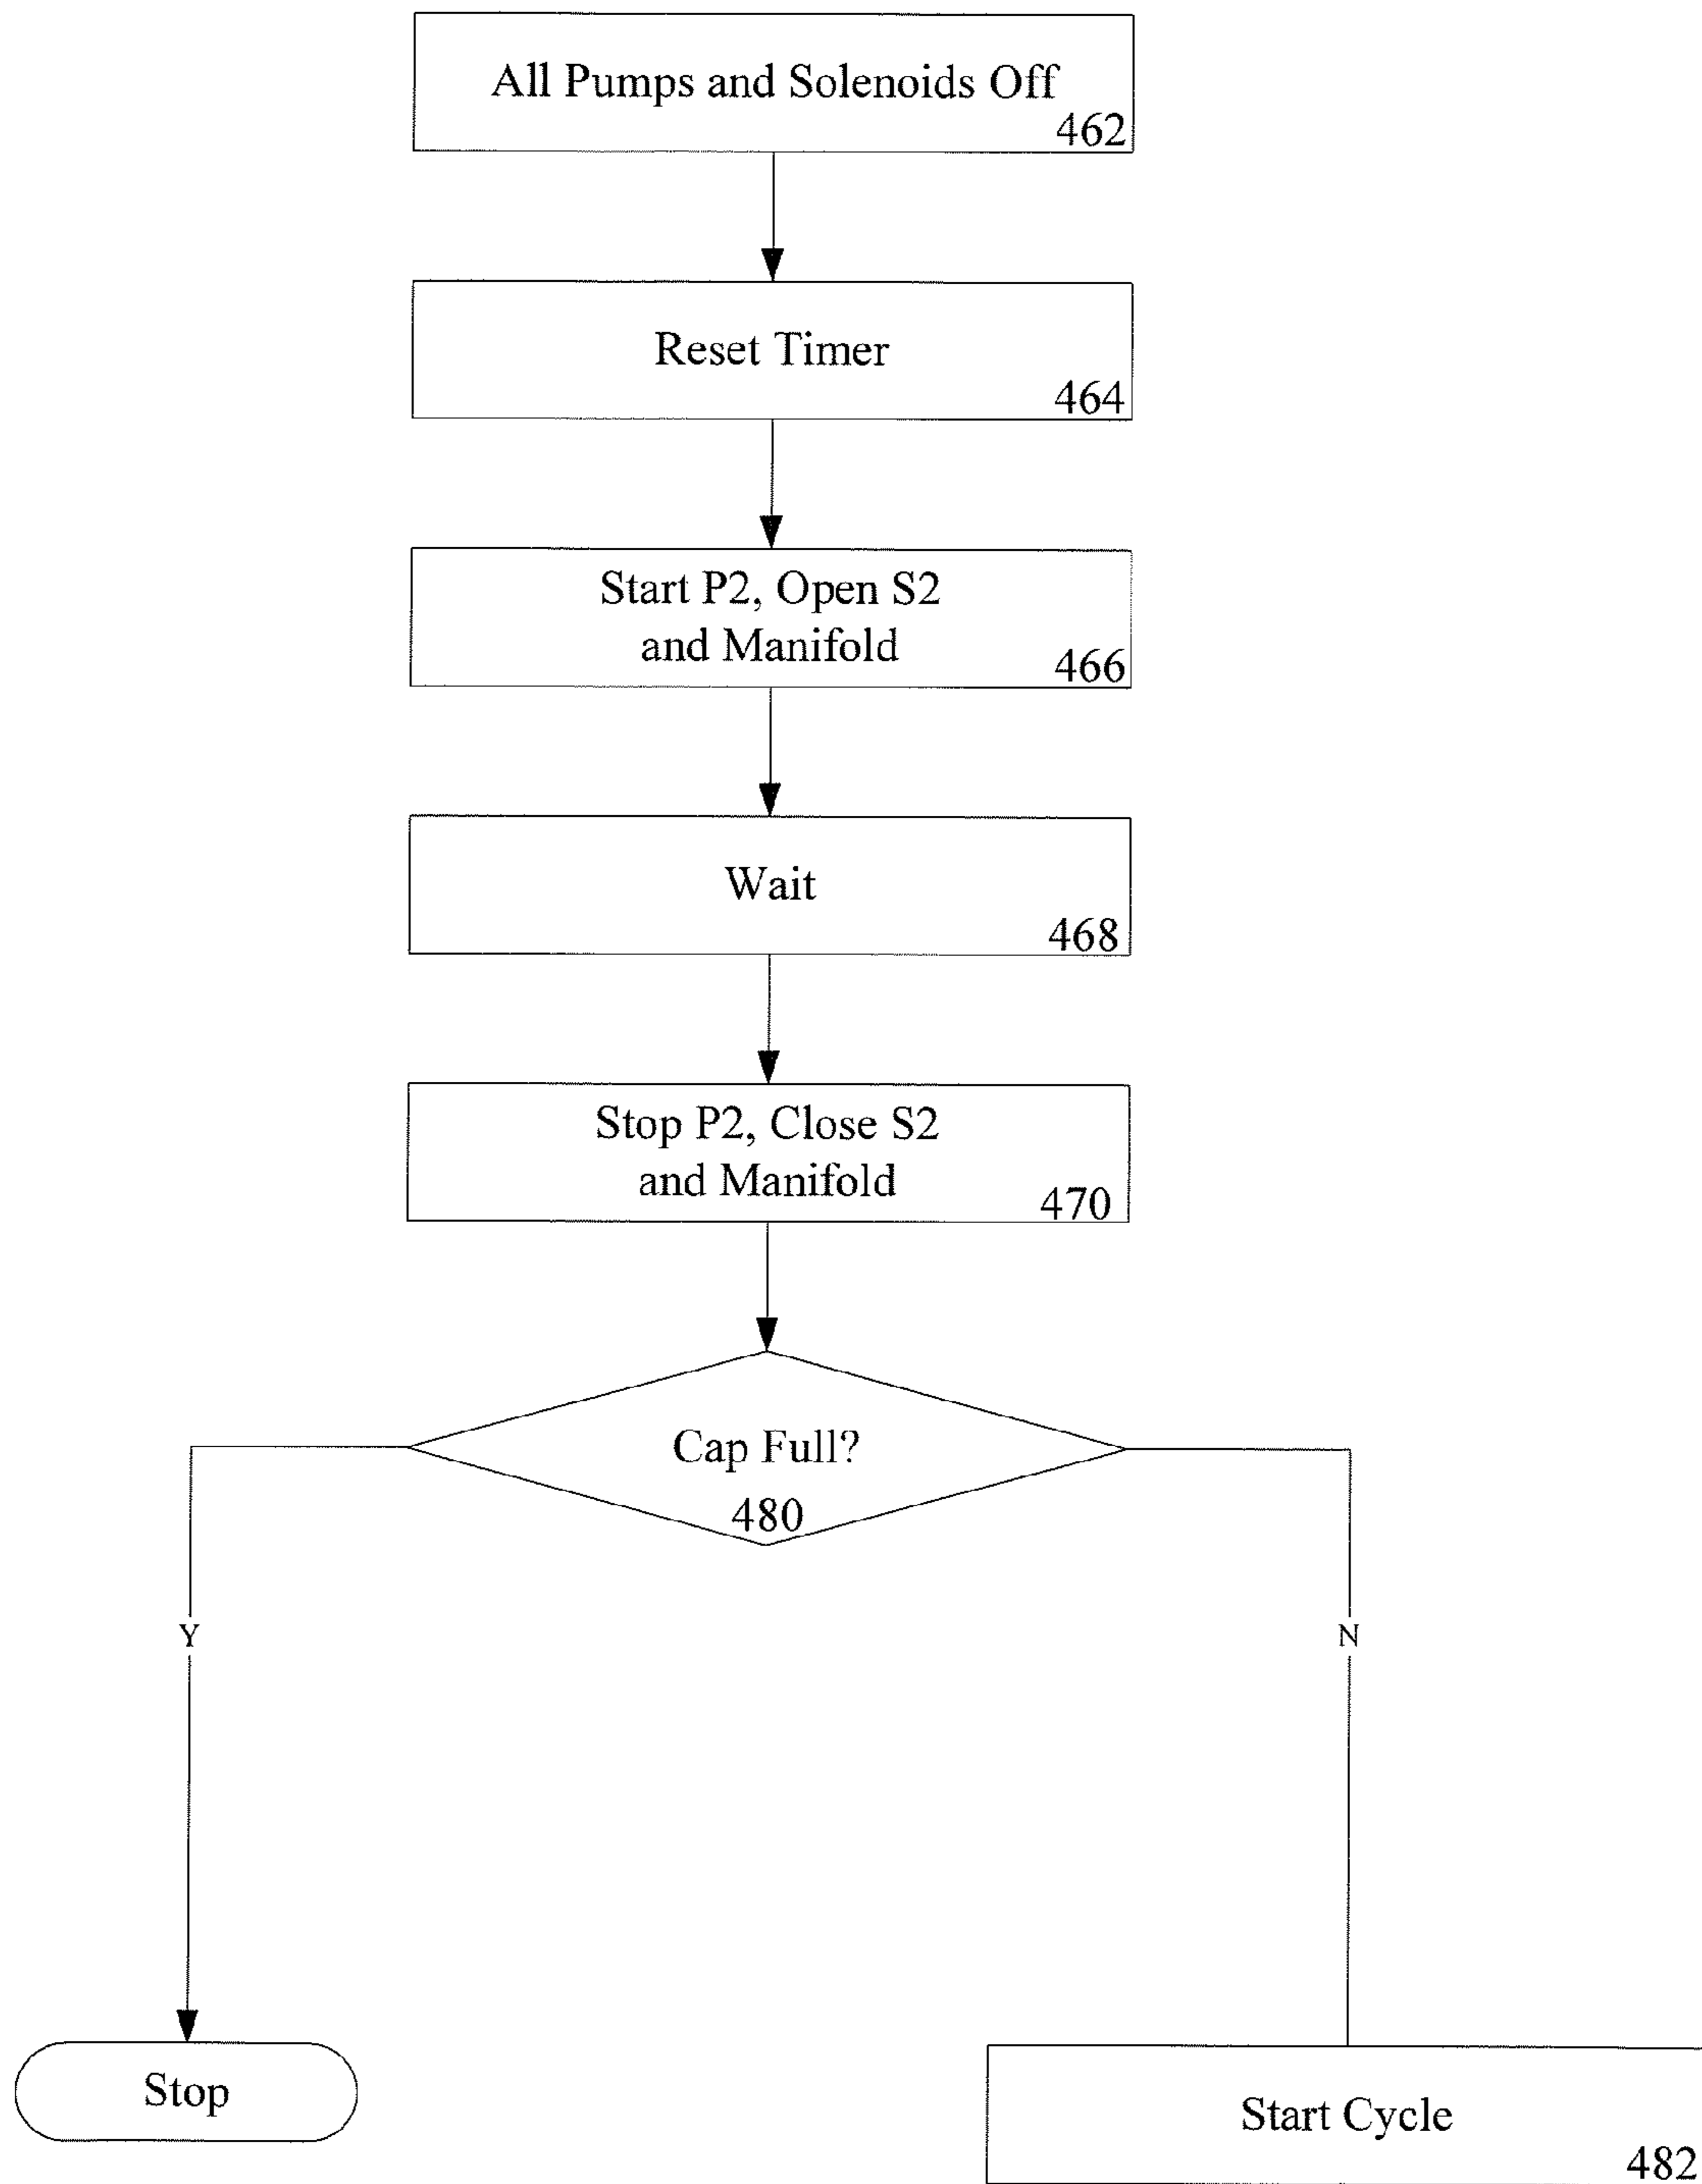 All Pumps and Solenoids Off
462
Reset Timer
464
Start P2, Open S2
and Manifold
466
Wait
468
Stop P2, Close S2
and Manifold
470
Cap Full?
480
Y
N
Stop
Start Cycle
482